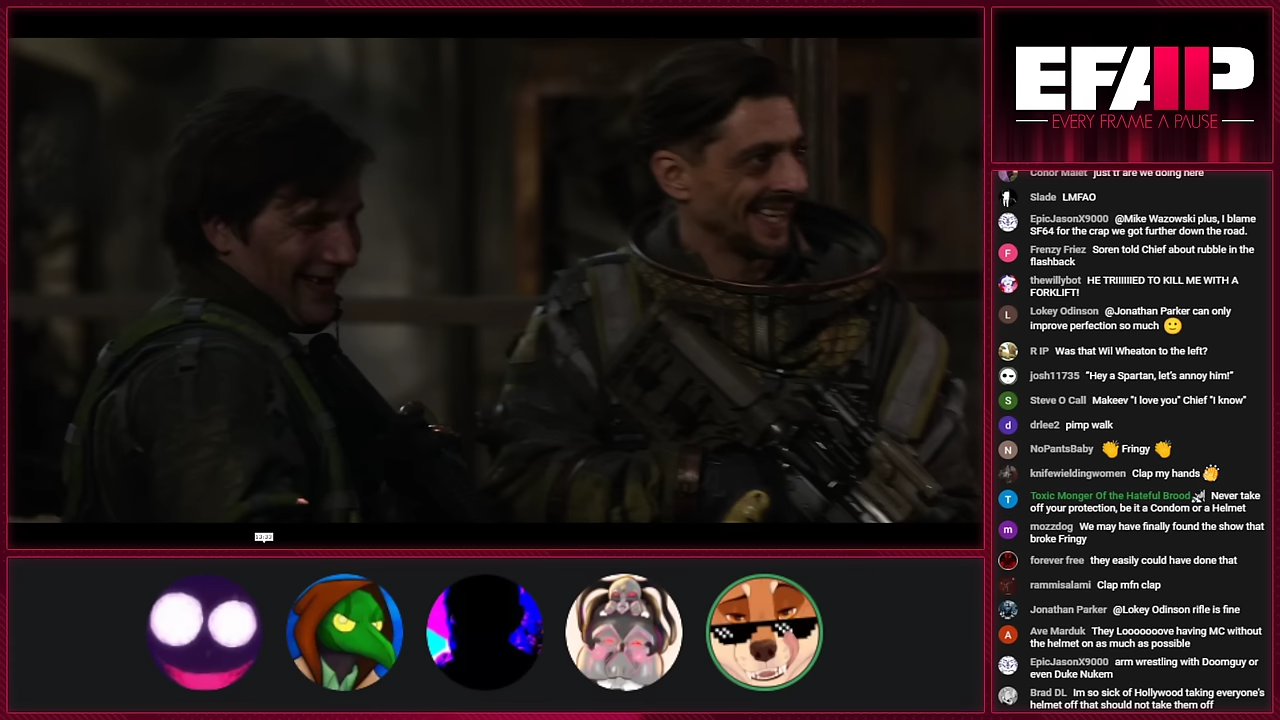 EFAP
EVERY FRAME A PAUSE
Conor Malet just tf are we doing here
Slade LMFAO
EpicJasonX9000 @Mike Wazowski plus, I blame
SF64 for the crap we got further down the road.
F
Frenzy Friez Soren told Chief about rubble in the
flashback
thewillybot HE TRIIIIIED TO KILL ME WITH A
FORKLIFT!
L
Lokey Odinson @Jonathan Parker can only
improve perfection so much 🙂
R IP Was that Wil Wheaton to the left?
josh11735 “Hey a Spartan, let’s annoy him!”
S
Steve O Call Makeev "I love you" Chief "I know"
d
drlee2 pimp walk
N
NoPantsBaby 👏 Fringy 👏
knifewieldingwomen Clap my hands 👏
T
Toxic Monger Of the Hateful Brood Never take
off your protection, be it a Condom or a Helmet
m
mozzdog We may have finally found the show that
broke Fringy
forever free they easily could have done that
rammisalami Clap mfn clap
Jonathan Parker @Lokey Odinson rifle is fine
A
Ave Marduk They Looooooove having MC without
the helmet on as much as possible
EpicJasonX9000 arm wrestling with Doomguy or
even Duke Nukem
Brad DL Im so sick of Hollywood taking everyone's
helmet off that should not take them off